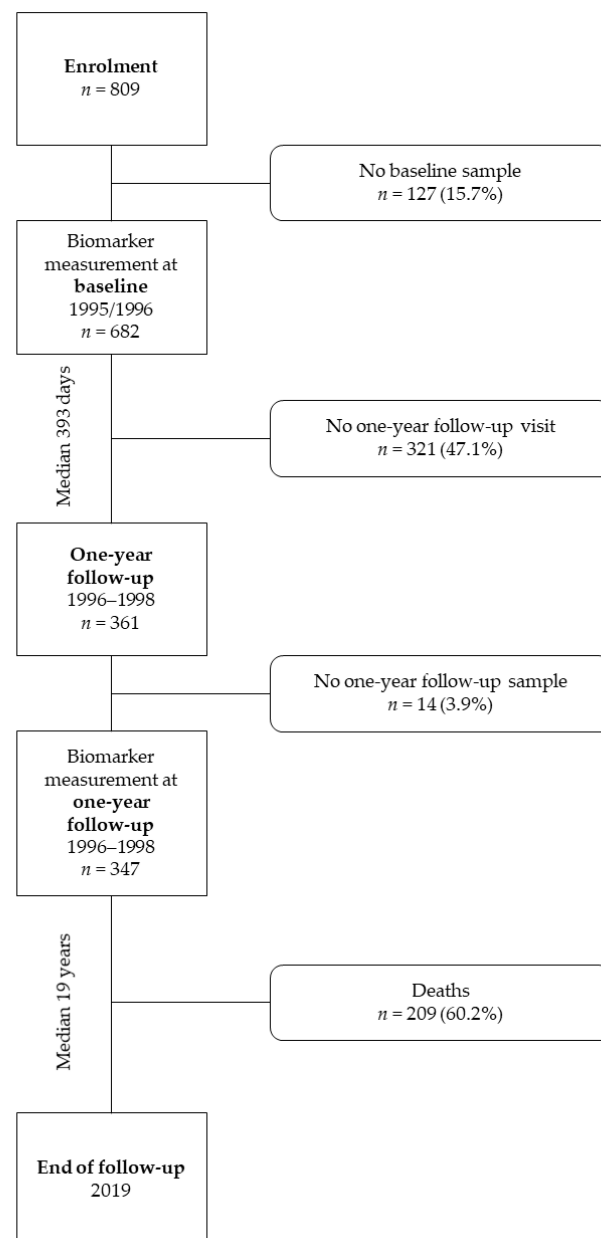 Enrolment
n = 809
No baseline sample
n = 127 (15.7%)
Biomarker
measurement at
baseline
1995/1996
n = 682
Median 393 days
No one-year follow-up visit
n = 321 (47.1%)
One-year
follow-up
1996–1998
n = 361
No one-year follow-up sample
n = 14 (3.9%)
Biomarker
measurement at
one-year
follow-up
1996–1998
n = 347
Median 19 years
Deaths
n = 209 (60.2%)
End of follow-up
2019